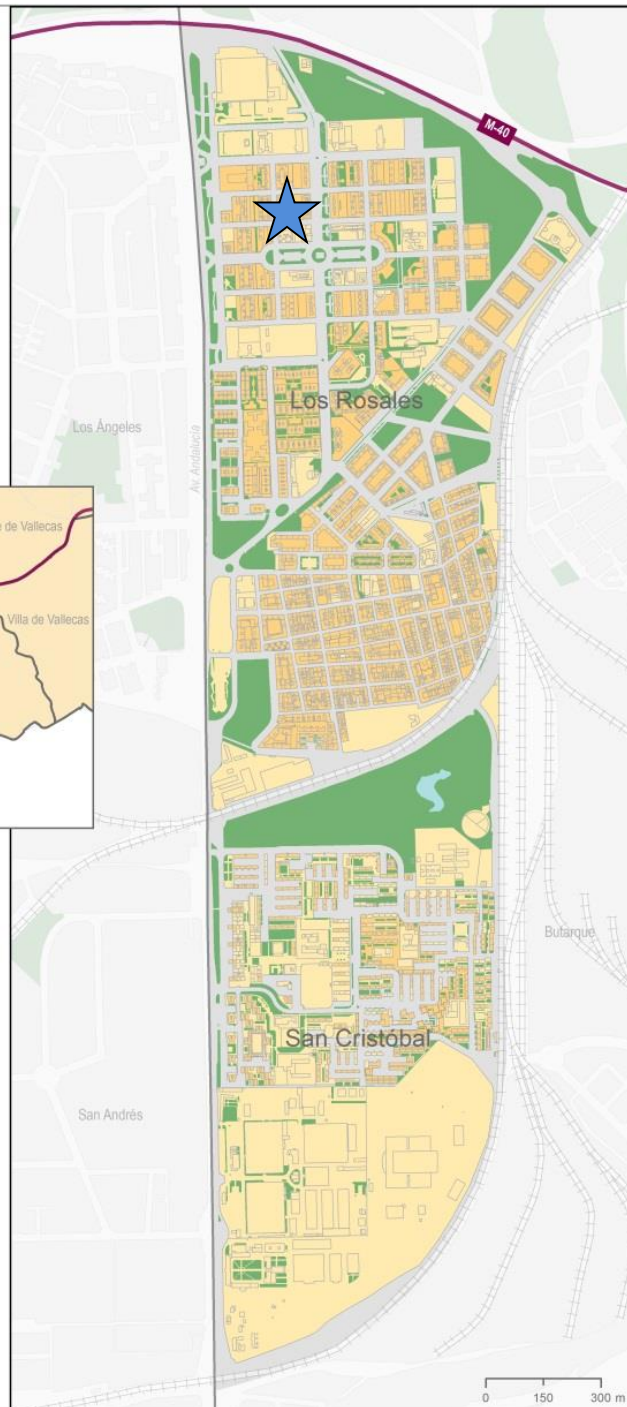 M-40
Los Rosales
Los Ángeles
Av. Andalucía
de Vallecas
Villa de Vallecas
Butarque
San Cristóbal
San Andrés
0 150 300 m